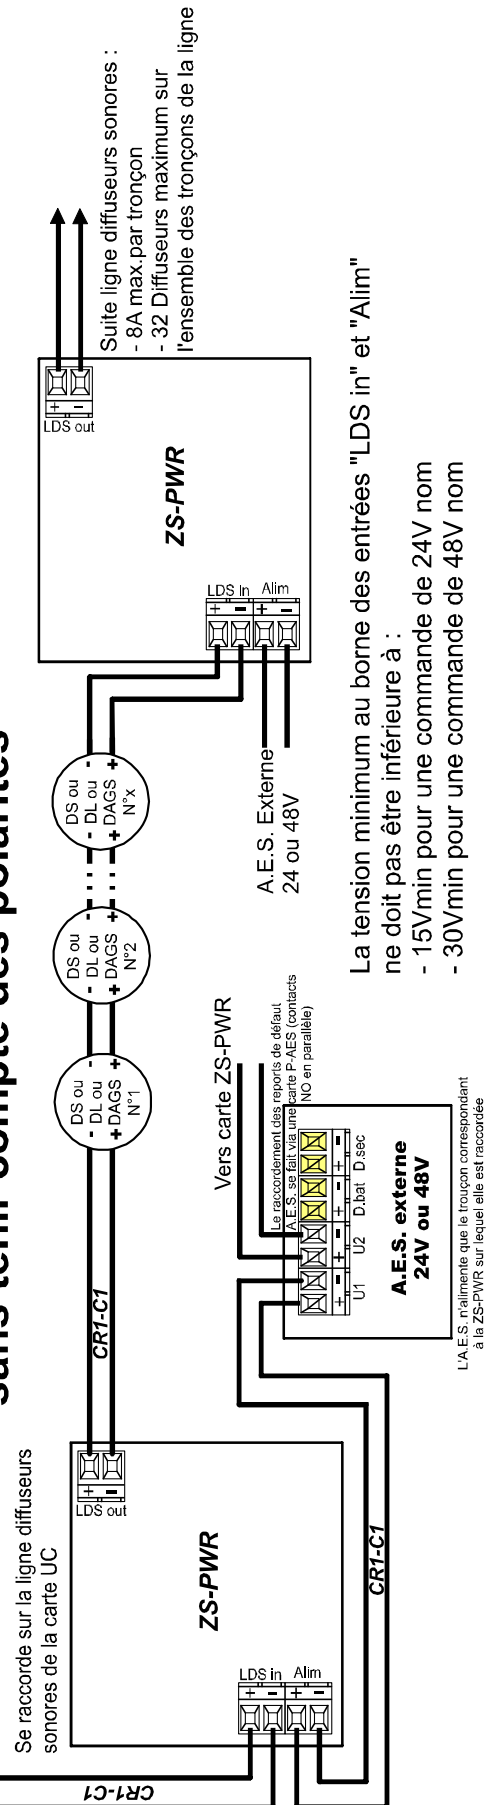 sans tenir compte des polarités
Se raccorde sur la ligne diffuseurs
sonores de la carte UC
CR1-C1
LDS in
Alim
+ - + -
ZS-PWR
+ -
LDS out
CR1-C1
CR1-C1
DS ou
- DL ou -
+ DAGS +
N°1
DS ou
- DL ou -
+ DAGS +
N°2
DS ou
- DL ou -
+ DAGS +
N°x
LDS In
Alim
+ - + -
ZS-PWR
+ -
LDS out
Suite ligne diffuseurs sonores :
- 8A max.par tronçon
- 32 Diffuseurs maximum sur
l'ensemble des tronçons de la ligne
A.E.S. Externe
24 ou 48V
Vers carte ZS-PWR
Le raccordement des reports de défaut
A.E.S. se fait via une carte P-AES (contacts
NO en parallèle)
+ - + - + - + -
U1 U2 D.bat D.sec
A.E.S. externe
24V ou 48V
L'A.E.S. n'alimente que le trouçon correspondant
à la ZS-PWR sur lequel elle est raccordée
La tension minimum au borne des entrées "LDS in" et "Alim"
ne doit pas être inférieure à :
- 15Vmin pour une commande de 24V nom
- 30Vmin pour une commande de 48V nom